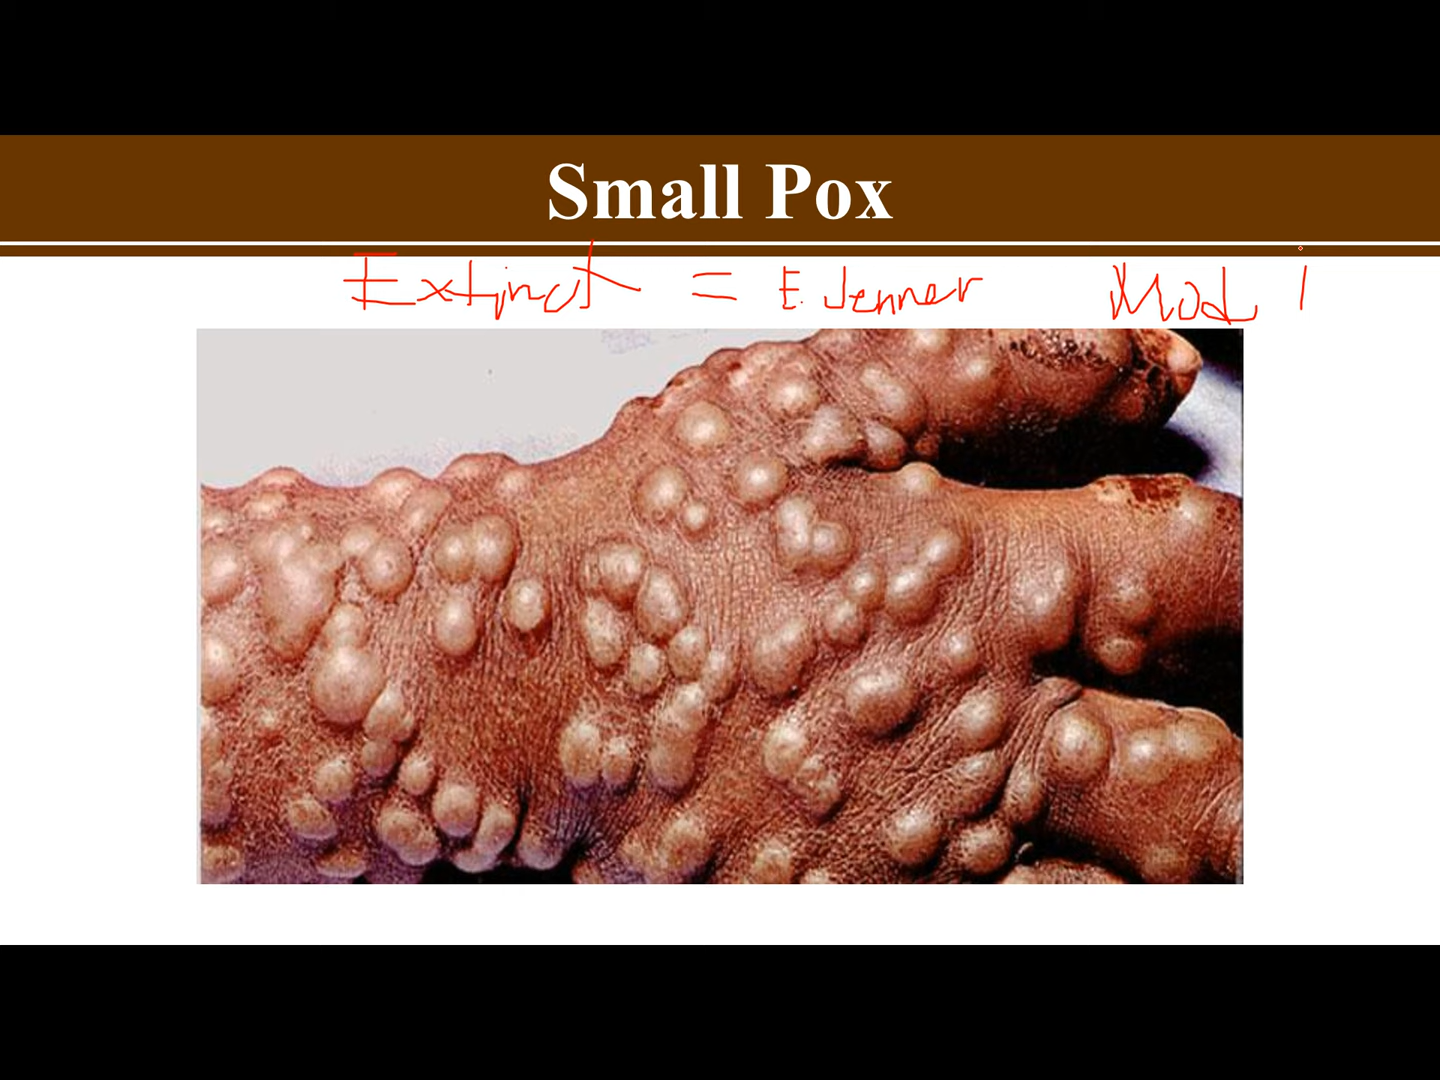 Small Pox
Extinct = E. Jenner Mod 1